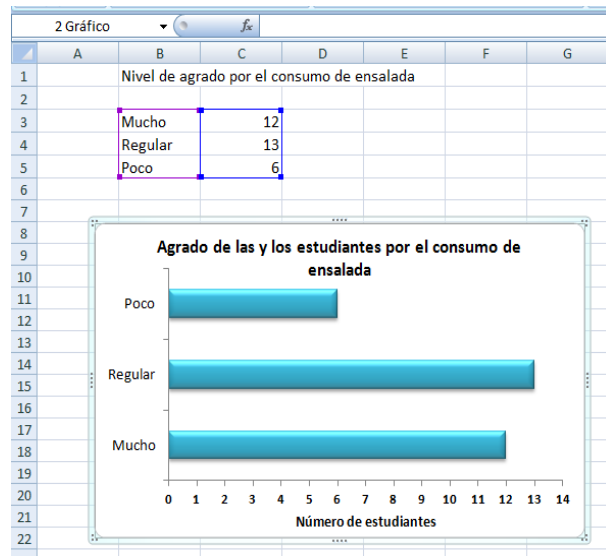 2 Gráfico fx
A B C D E F G
1 Nivel de agrado por el consumo de ensalada
2
3 Mucho 12
4 Regular 13
5 Poco 6
6
7
8
9
10
11
12
13
14
15
16
17
18
19
20
21
22
Agrado de las y los estudiantes por el consumo de
ensalada
Poco
Regular
Mucho
0 1 2 3 4 5 6 7 8 9 10 11 12 13 14
Número de estudiantes